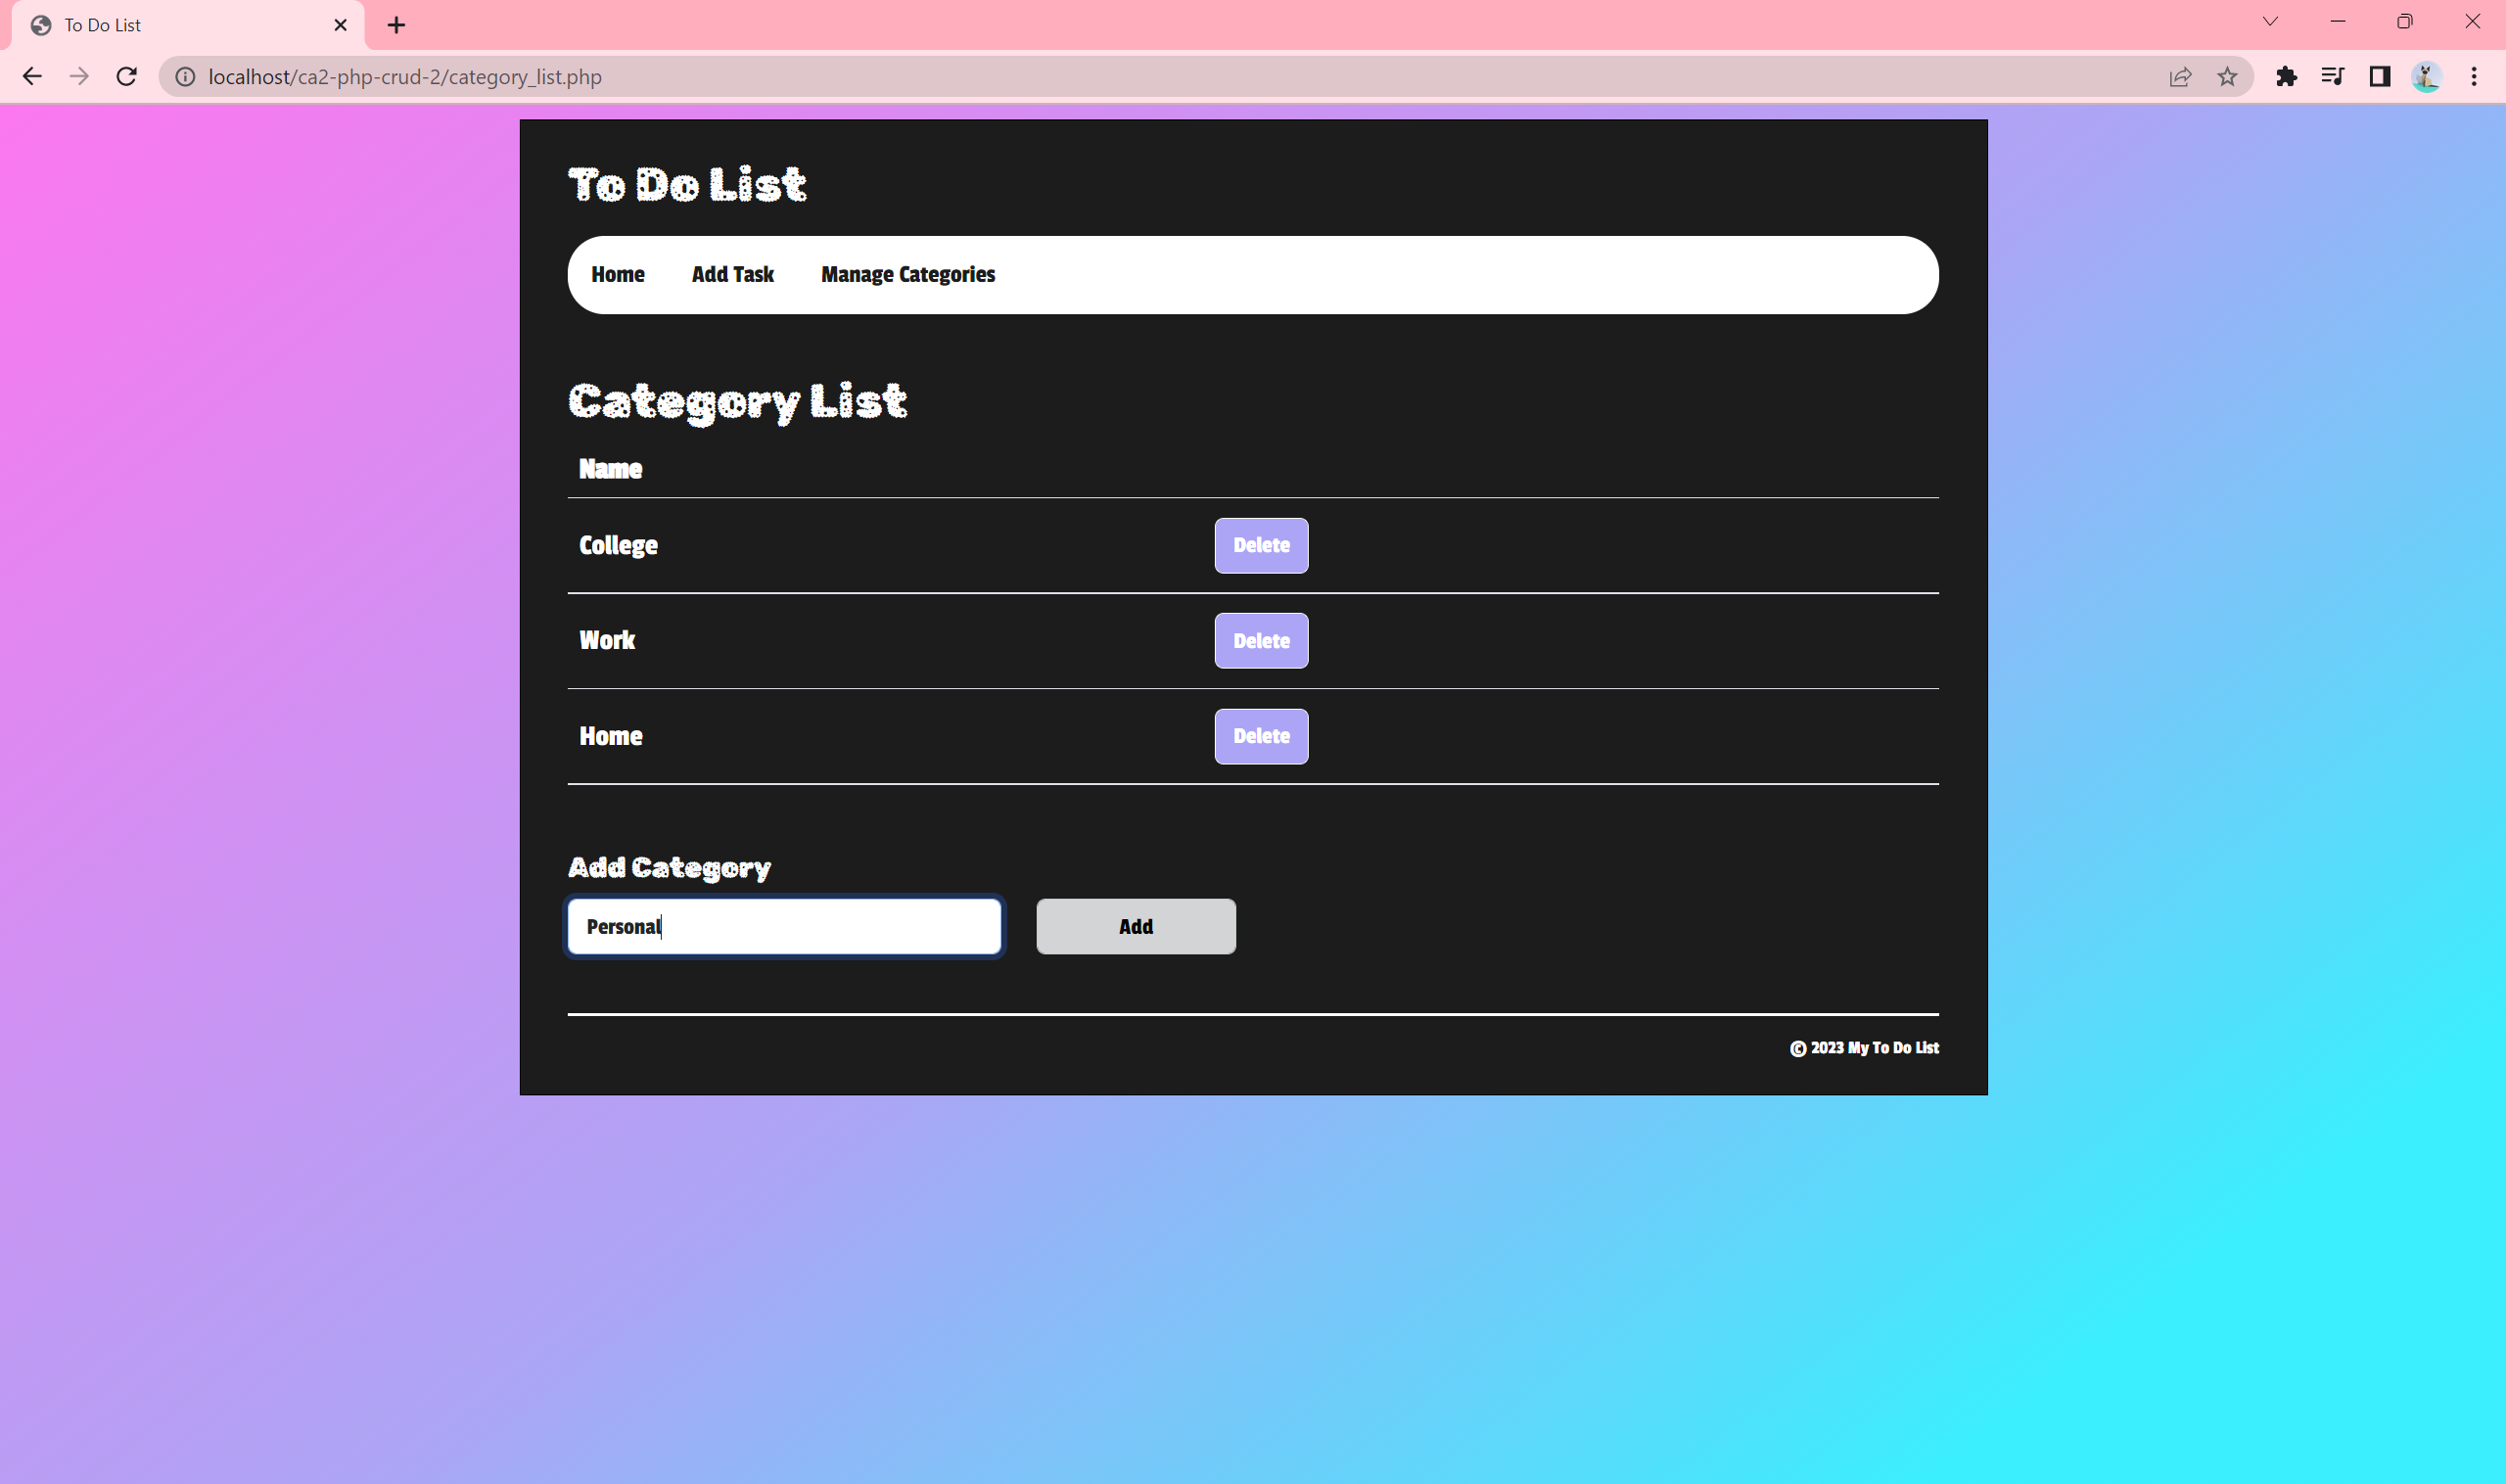 To Do List
localhost/ca2-php-crud-2/category_list.php
To Do List
Home Add Task Manage Categories
Category List
Name
College Delete
Work Delete
Home Delete
Add Category
Personal Add
© 2023 My To Do List